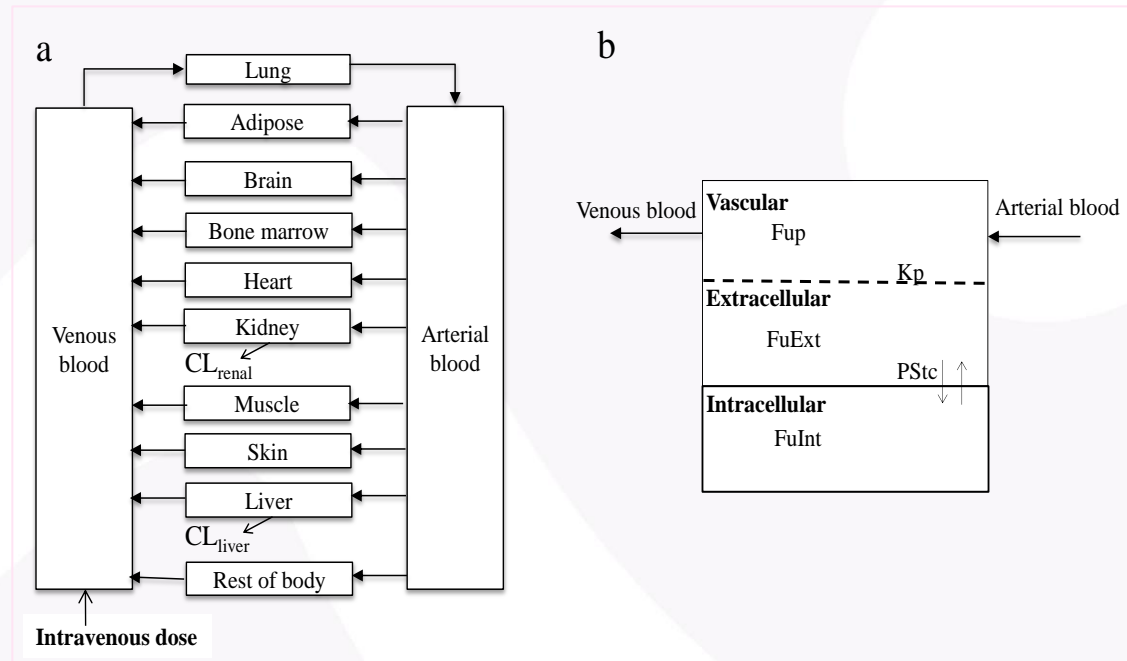 a
Lung
Adipose
Brain
Bone marrow
Heart
Kidney
CLrenal
Muscle
Skin
Liver
CLliver
Rest of body
Venous
blood
Arterial
blood
Intravenous dose
b
Venous blood
Arterial blood
Vascular
Fup
Kp
Extracellular
FuExt
PStc
Intracellular
FuInt